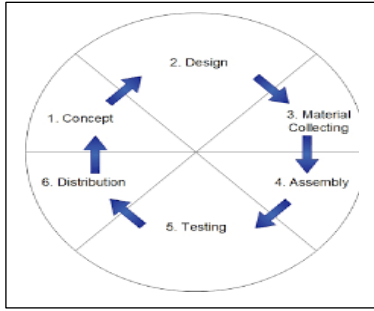 1. Concept
2. Design
3. Material
Collecting
4. Assembly
5. Testing
6. Distribution